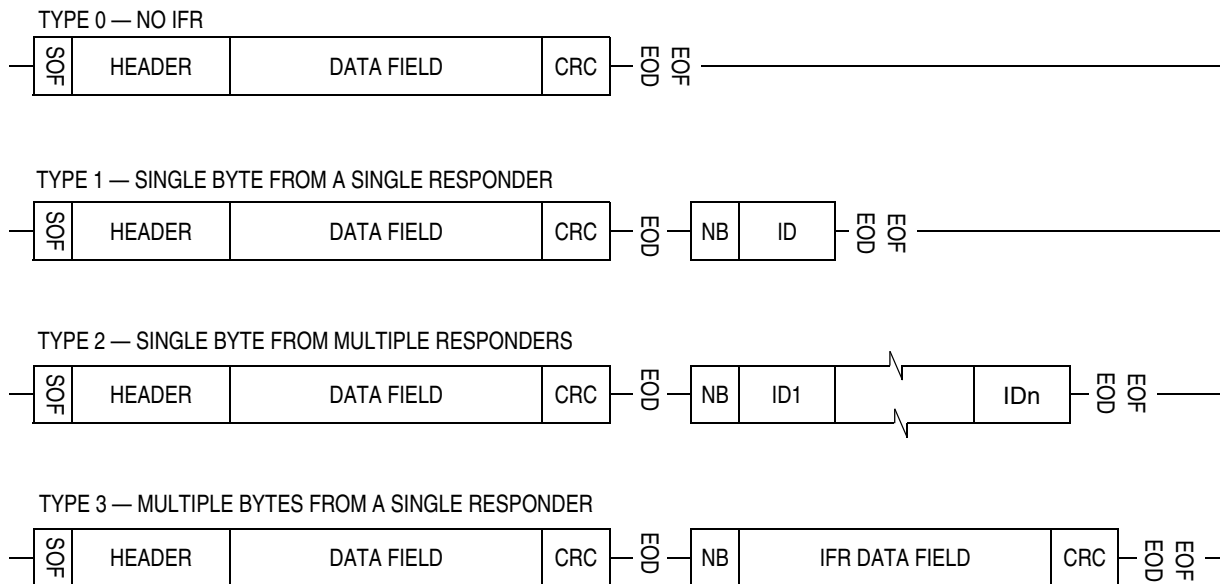 TYPE 0 — NO IFR
SOF HEADER DATA FIELD CRC EOD EOF
TYPE 1 — SINGLE BYTE FROM A SINGLE RESPONDER
SOF HEADER DATA FIELD CRC EOD NB ID EOD EOF
TYPE 2 — SINGLE BYTE FROM MULTIPLE RESPONDERS
SOF HEADER DATA FIELD CRC EOD NB ID1 IDn EOD EOF
TYPE 3 — MULTIPLE BYTES FROM A SINGLE RESPONDER
SOF HEADER DATA FIELD CRC EOD NB IFR DATA FIELD CRC EOD EOF